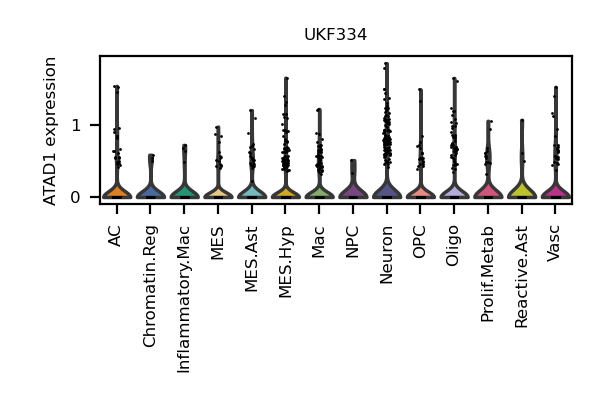 UKF334
ATAD1 expression
1
0
AC
Chromatin.Reg
Inflammatory.Mac
MES
MES.Ast
MES.Hyp
Mac
NPC
Neuron
OPC
Oligo
Prolif.Metab
Reactive.Ast
Vasc